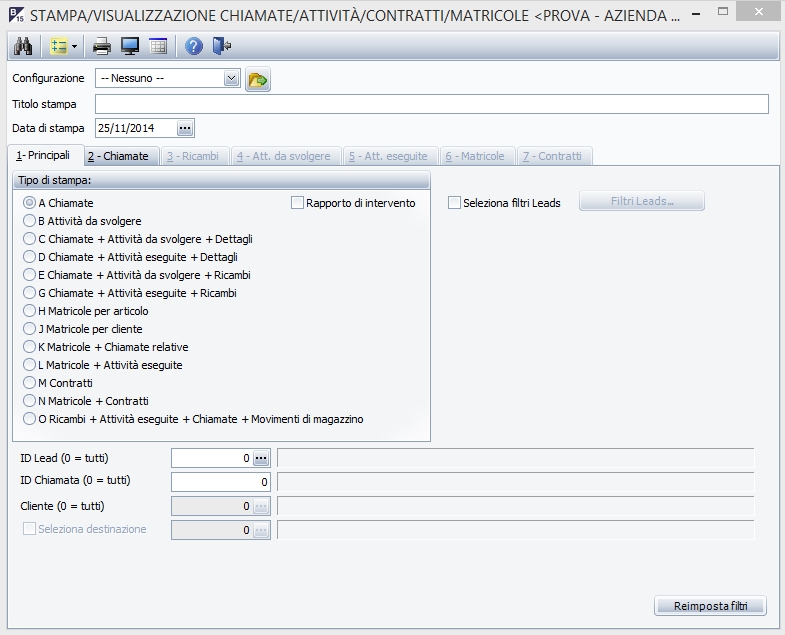 B 15 STAMPA/VISUALIZZAZIONE CHIAMATE/ATTIVITÀ/CONTRATTI/MATRICOLE <PROVA - AZIENDA ...
Configurazione -- Nessuno --
Titolo stampa
Data di stampa 25/11/2014 ...
1- Principali 2 - Chiamate 3 - Ricambi 4 - Att. da svolgere 5 - Att. eseguite 6 - Matricole 7 - Contratti
Tipo di stampa:
A Chiamate Rapporto di intervento Seleziona filtri Leads Filtri Leads...
B Attività da svolgere
C Chiamate + Attività da svolgere + Dettagli
D Chiamate + Attività eseguite + Dettagli
E Chiamate + Attività da svolgere + Ricambi
G Chiamate + Attività eseguite + Ricambi
H Matricole per articolo
J Matricole per cliente
K Matricole + Chiamate relative
L Matricole + Attività eseguite
M Contratti
N Matricole + Contratti
O Ricambi + Attività eseguite + Chiamate + Movimenti di magazzino
ID Lead (0 = tutti) 0 ...
ID Chiamata (0 = tutti) 0
Cliente (0 = tutti) 0 ...
Seleziona destinazione 0 ...
Reimposta filtri